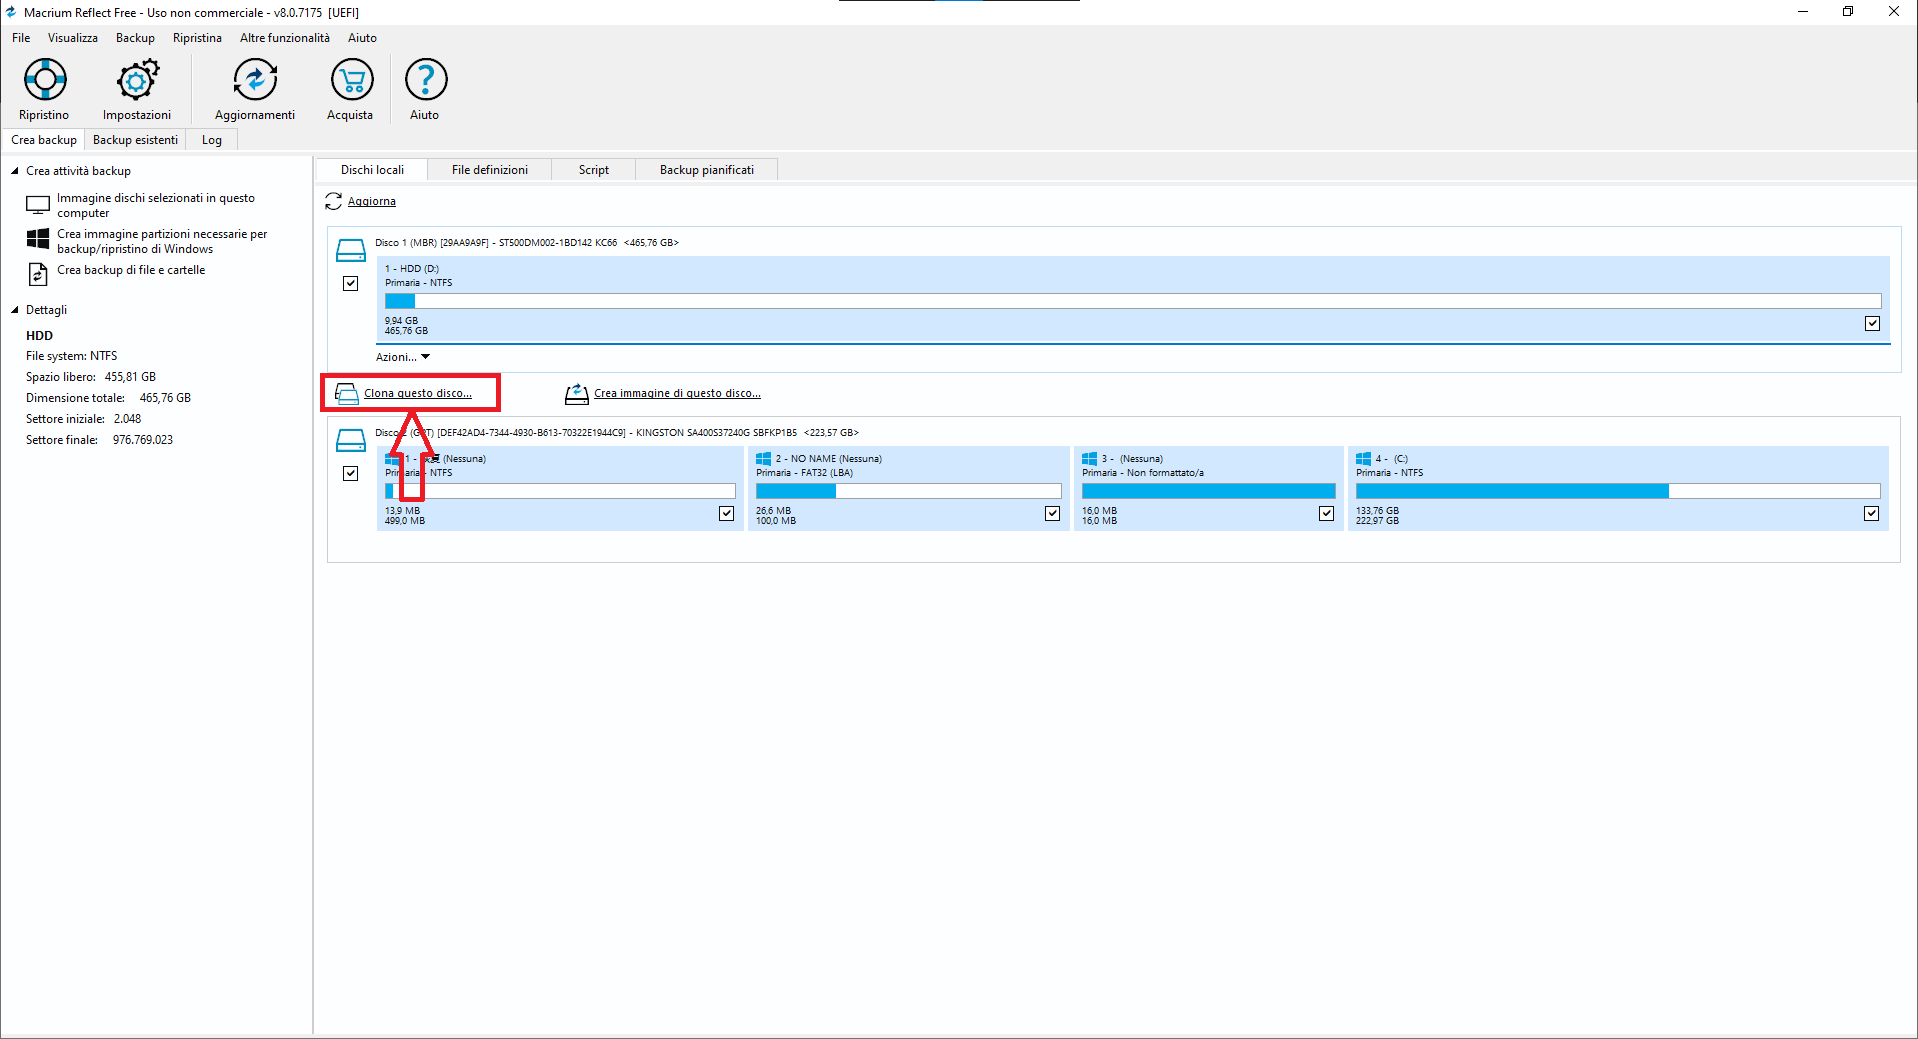 Macrium Reflect Free - Uso non commerciale - v8.0.7175 [UEFI]
File Visualizza Backup Ripristina Altre funzionalità Aiuto
Ripristino Impostazioni Aggiornamenti Acquista Aiuto
Crea backup Backup esistenti Log
Crea attività backup
Immagine dischi selezionati in questo
computer
Crea immagine partizioni necessarie per
backup/ripristino di Windows
Crea backup di file e cartelle
Dettagli
HDD
File system: NTFS
Spazio libero: 455,81 GB
Dimensione totale: 465,76 GB
Settore iniziale: 2.048
Settore finale: 976.769.023
Dischi locali File definizioni Script Backup pianificati
Aggiorna
Disco 1 (MBR) [29AA9A9F] - ST500DM002-1BD142 KC66 <465,76 GB>
1 - HDD (D:)
Primaria - NTFS
9,94 GB
465,76 GB
Azioni...
Clona questo disco... Crea immagine di questo disco...
Disco 2 (GPT) [DEF42AD4-7344-4930-B613-70322E1944C9] - KINGSTON SA400S37240G SBFKP1B5 <223,57 GB>
1 - (Nessuna)
Primaria - NTFS
13,9 MB
499,0 MB
2 - NO NAME (Nessuna)
Primaria - FAT32 (LBA)
26,6 MB
100,0 MB
3 - (Nessuna)
Primaria - Non formattato/a
16,0 MB
16,0 MB
4 - (C:)
Primaria - NTFS
133,76 GB
222,97 GB